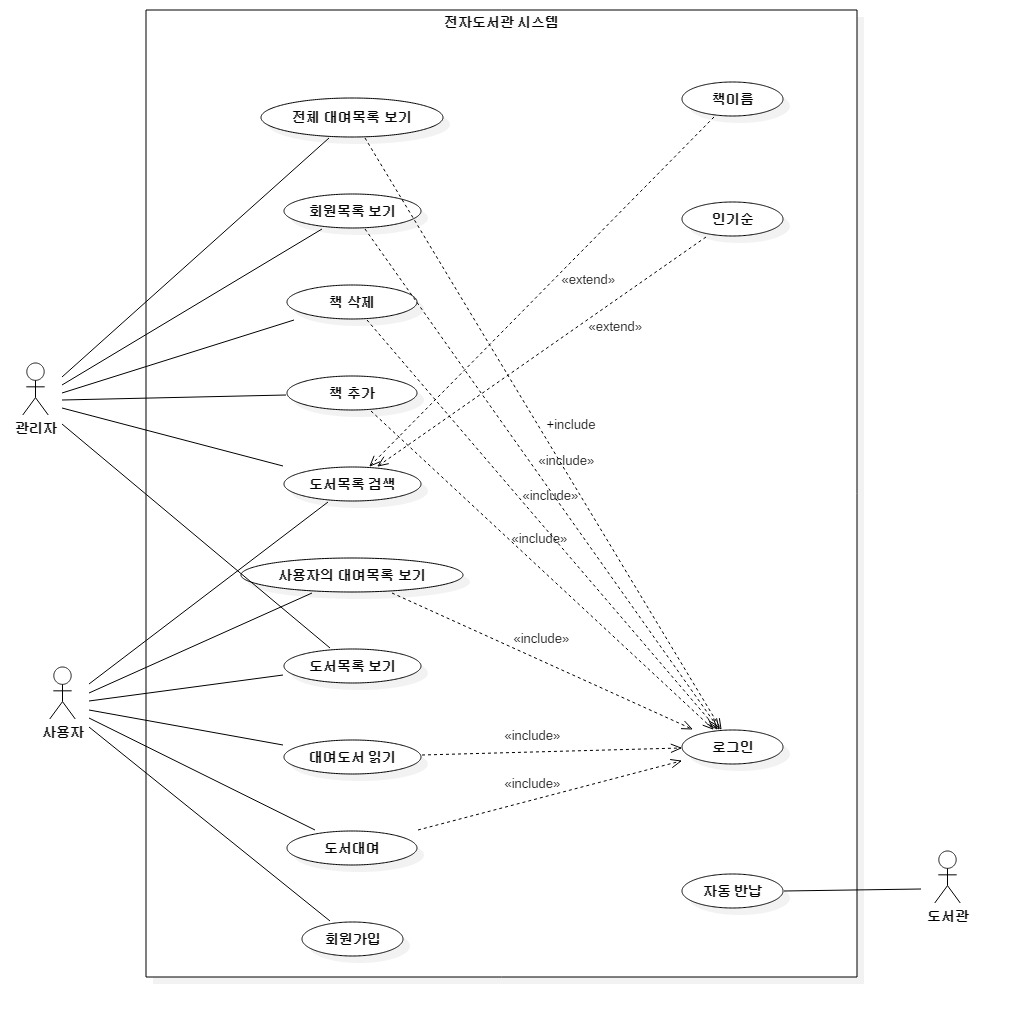 전자도서관 시스템
전체 대여목록 보기
책이름
회원목록 보기
인기순
«extend»
책 삭제
«extend»
관리자
책 추가
+include
«include»
도서목록 검색
«include»
«include»
사용자의 대여목록 보기
«include»
도서목록 보기
사용자
«include»
로그인
대여도서 읽기
«include»
도서대여
자동 반납
도서관
회원가입